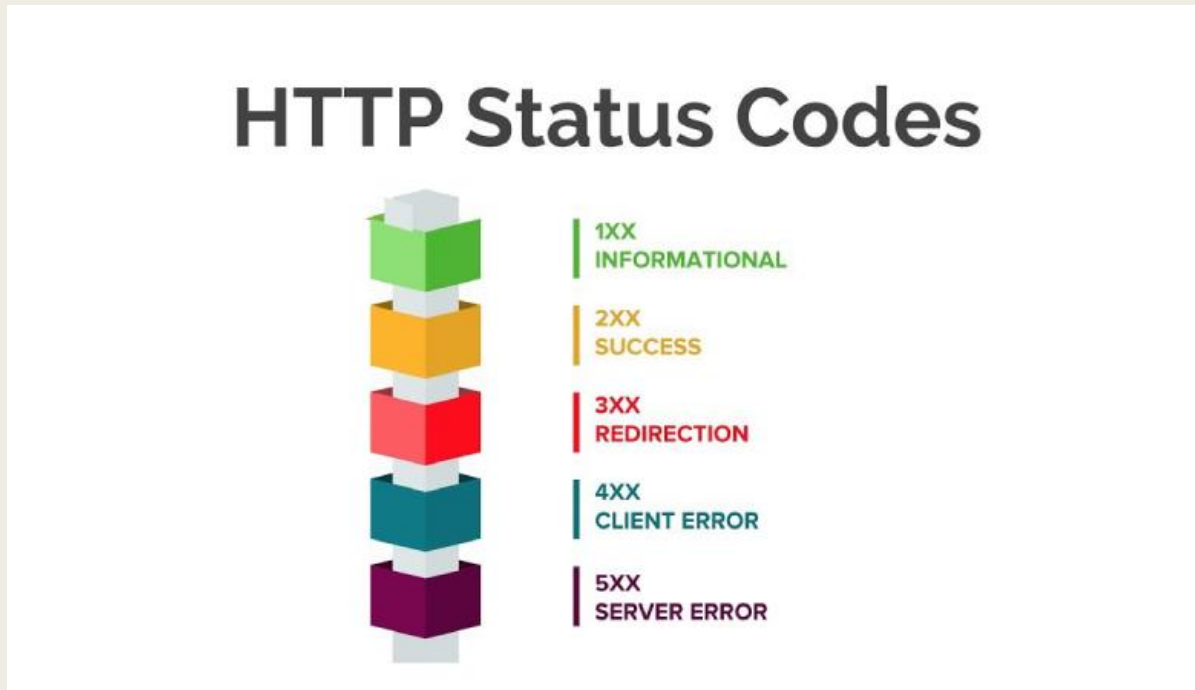 HTTP Status Codes
1XX
INFORMATIONAL
2XX
SUCCESS
3XX
REDIRECTION
4XX
CLIENT ERROR
5XX
SERVER ERROR